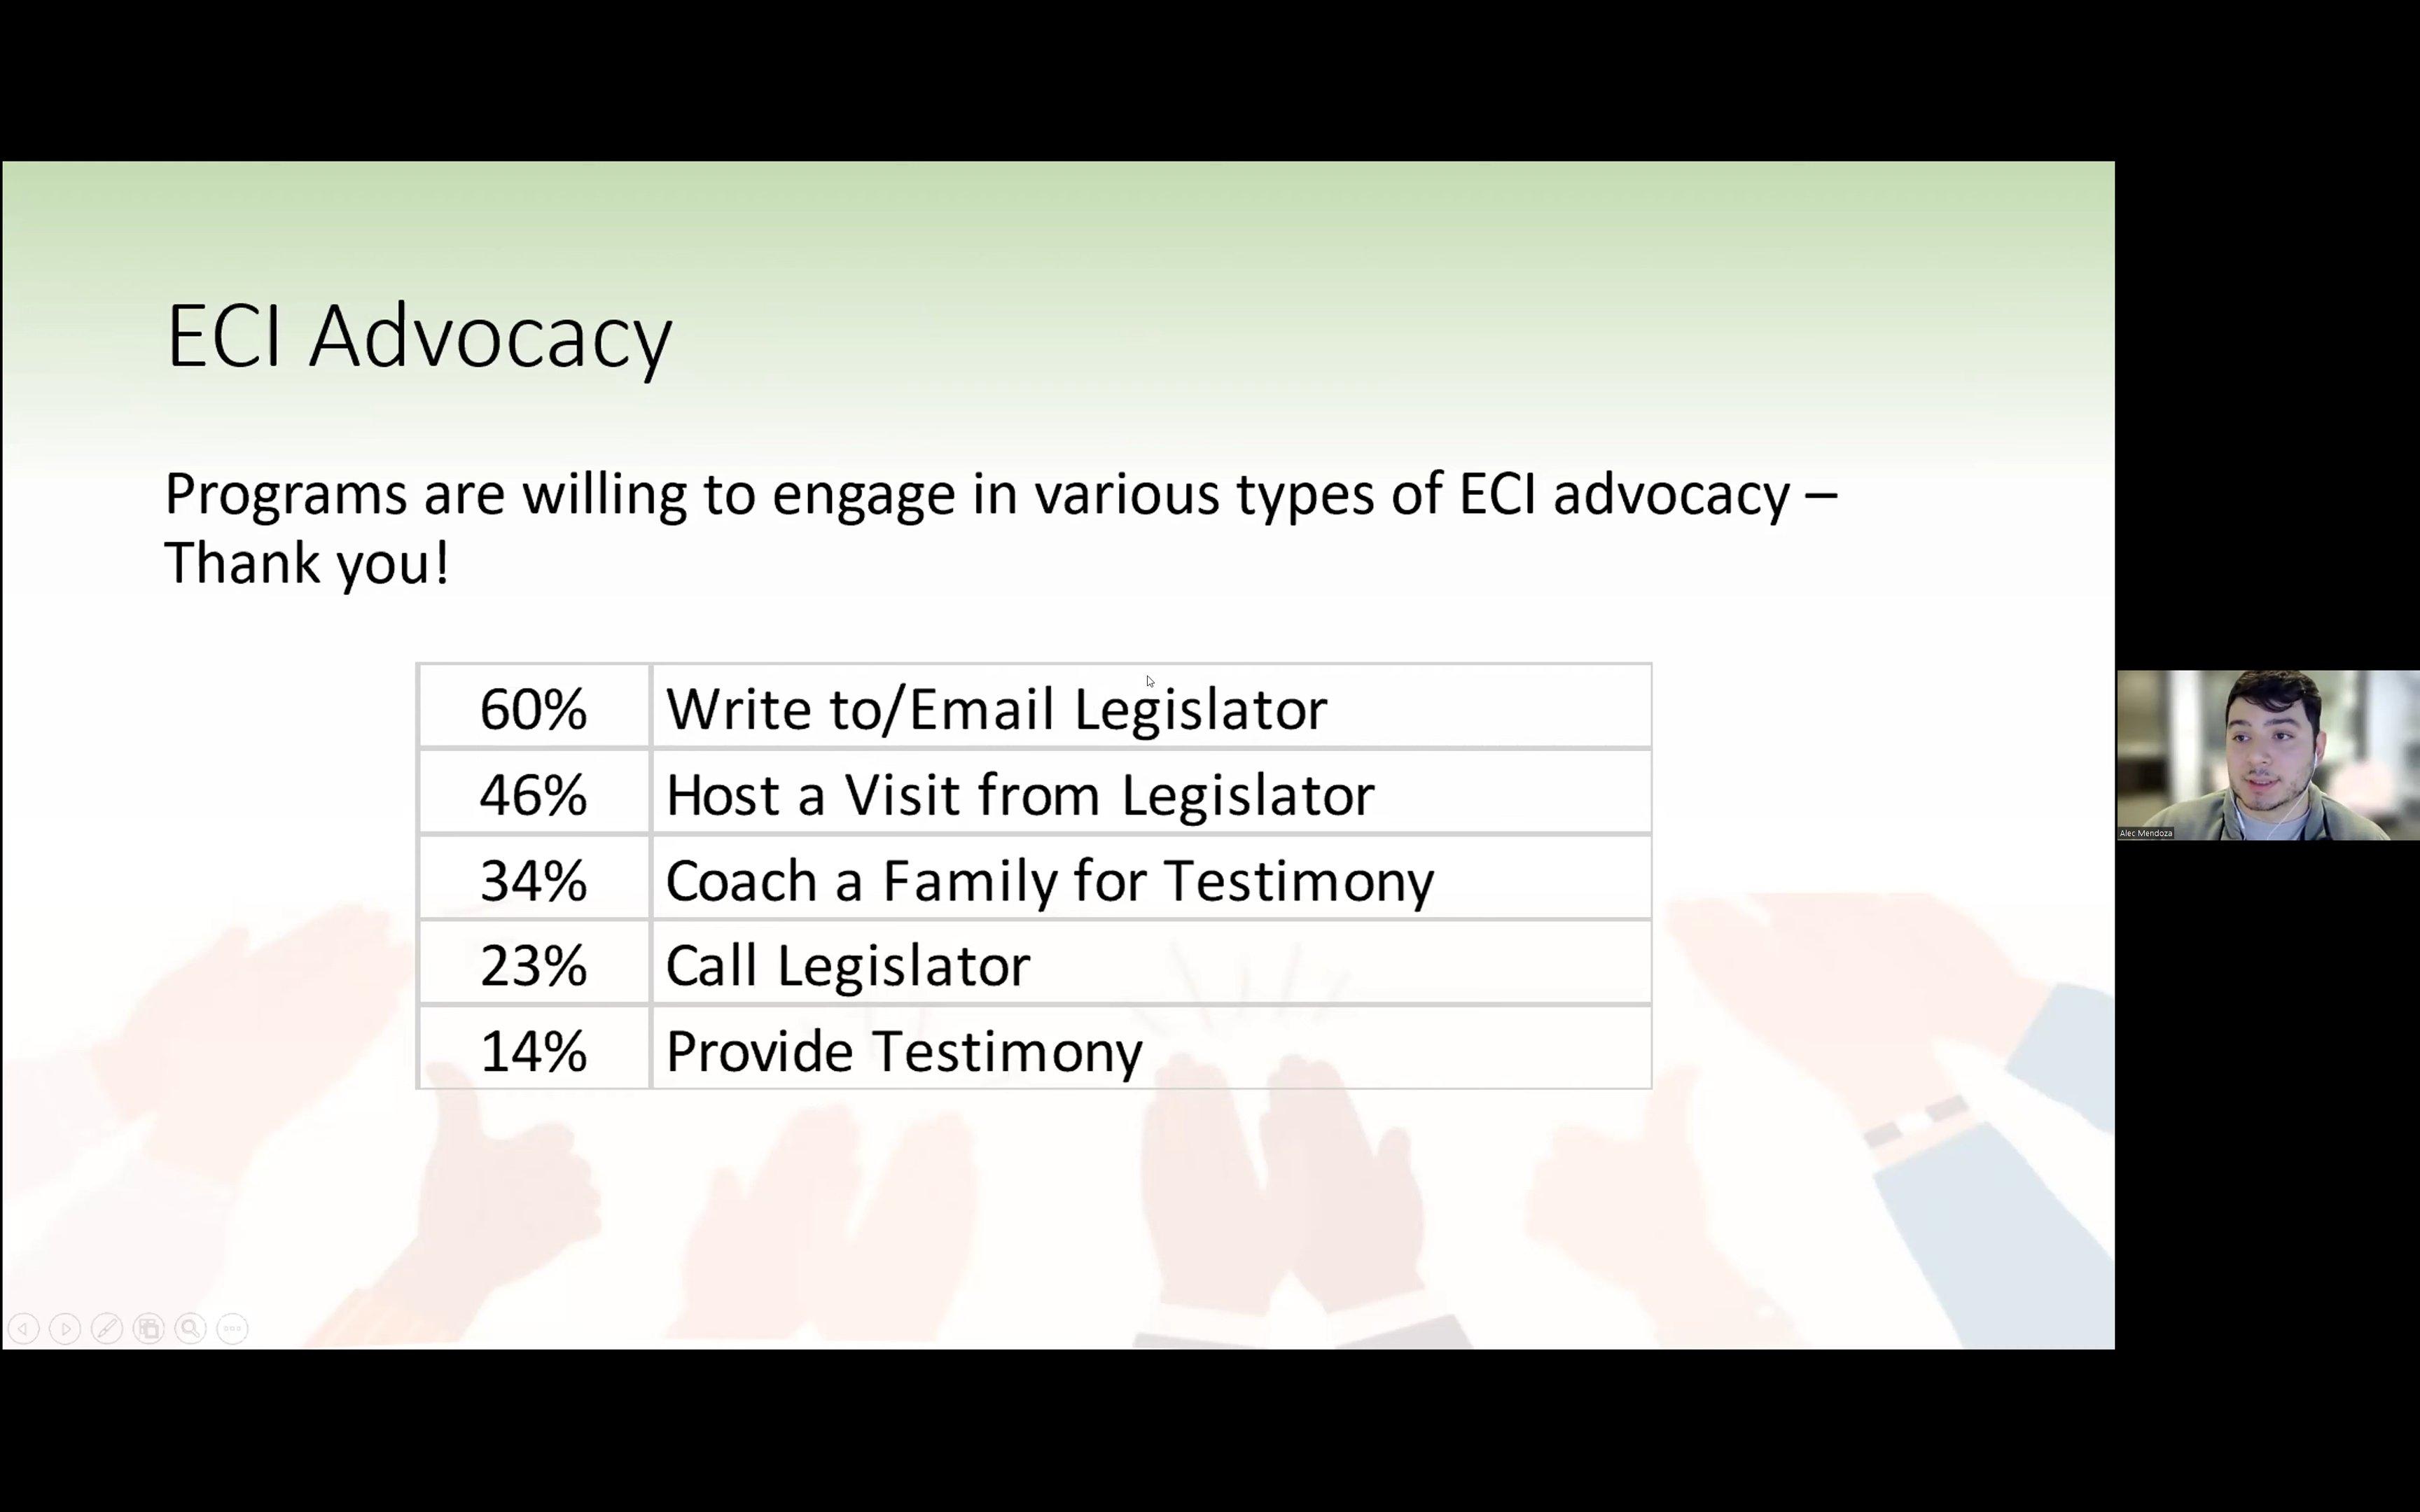 ECI Advocacy
Programs are willing to engage in various types of ECI advocacy –
Thank you!
60% Write to/Email Legislator
46% Host a Visit from Legislator
34% Coach a Family for Testimony
23% Call Legislator
14% Provide Testimony
Alec Mendoza